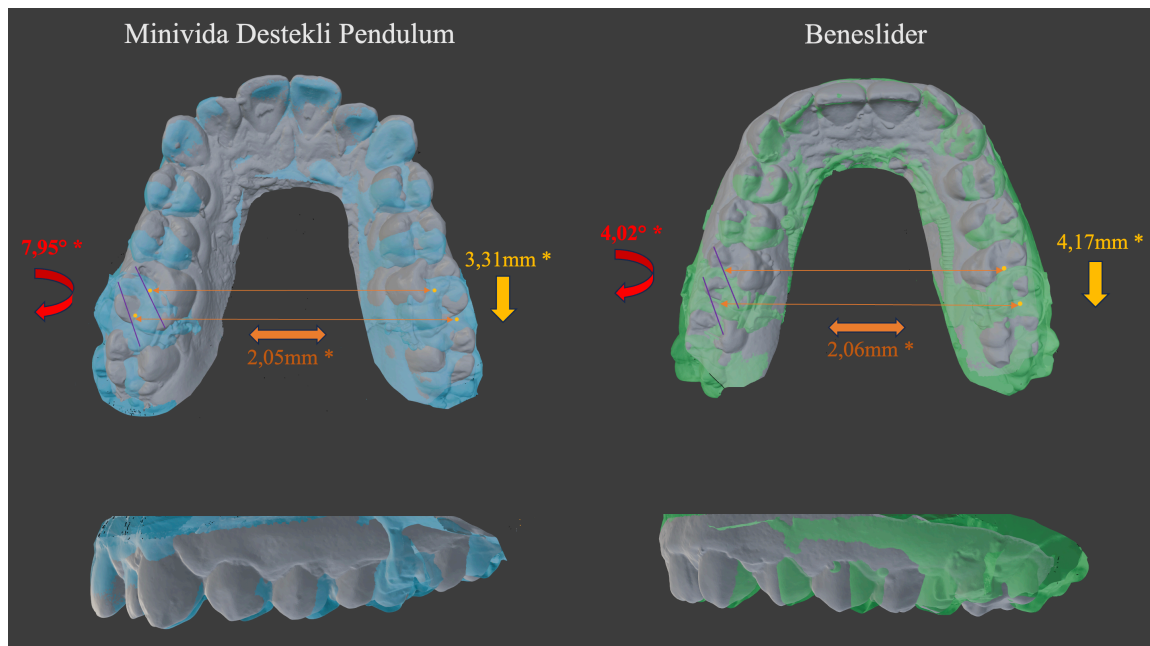 Minivida Destekli Pendulum
Beneslider
7,95° *
3,31mm *
2,05mm *
4,02° *
4,17mm *
2,06mm *